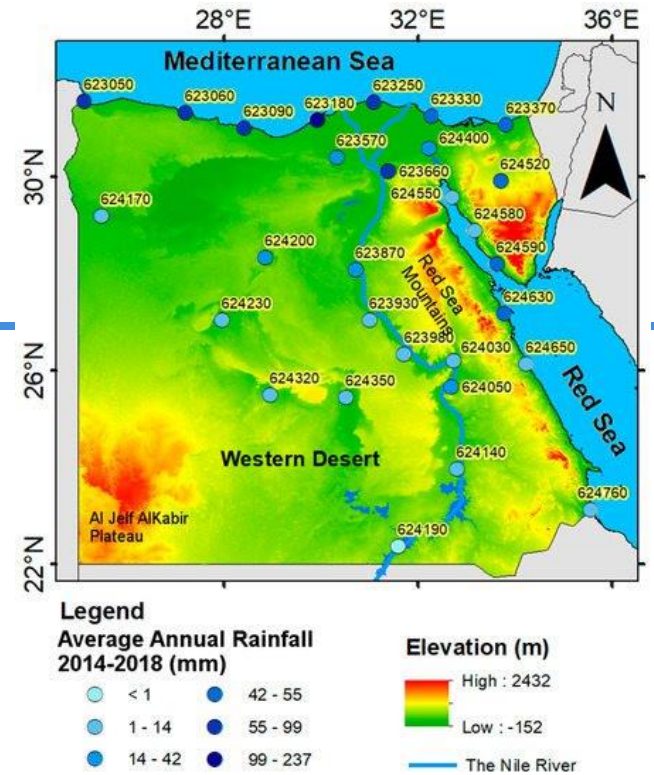 28°E 32°E 36°E
Mediterranean Sea
623050
623060
623090
623180
623250
623330
623370
N
623570
624400
30°N
623660
624520
624550
624170
624580
624200
623870
624590
Red Sea
Mountains
624230
623930
624630
623980
624030
624650
26°N
624320
624350
624050
Red Sea
Western Desert
624140
Al Jelf AlKabir
Plateau
624760
624190
22°N
Legend
Average Annual Rainfall
2014-2018 (mm)
< 1
1 - 14
14 - 42
42 - 55
55 - 99
99 - 237
Elevation (m)
High : 2432
Low : -152
The Nile River